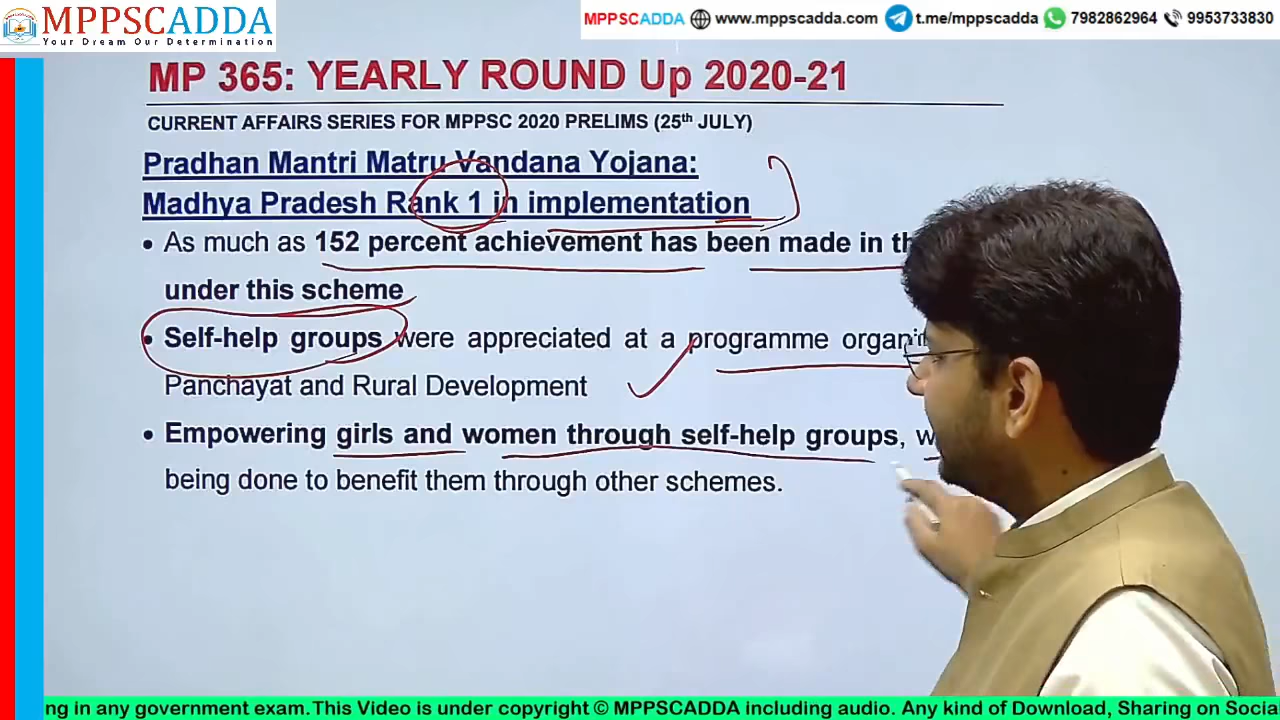 MPPSCADDA
Your Dream Our Determination
MPPSCADDA www.mppscadda.com t.me/mppscadda 7982862964 9953733830
MP 365: YEARLY ROUND Up 2020-21
CURRENT AFFAIRS SERIES FOR MPPSC 2020 PRELIMS (25th JULY)
Pradhan Mantri Matru Vandana Yojana:
Madhya Pradesh Rank 1 in implementation
• As much as 152 percent achievement has been made in
under this scheme
• Self-help groups were appreciated at a programme
Panchayat and Rural Development
• Empowering girls and women through self-help groups,
being done to benefit them through other schemes.
ng in any government exam.This Video is under copyright © MPPSCADDA including audio. Any kind of Download, Sharing on